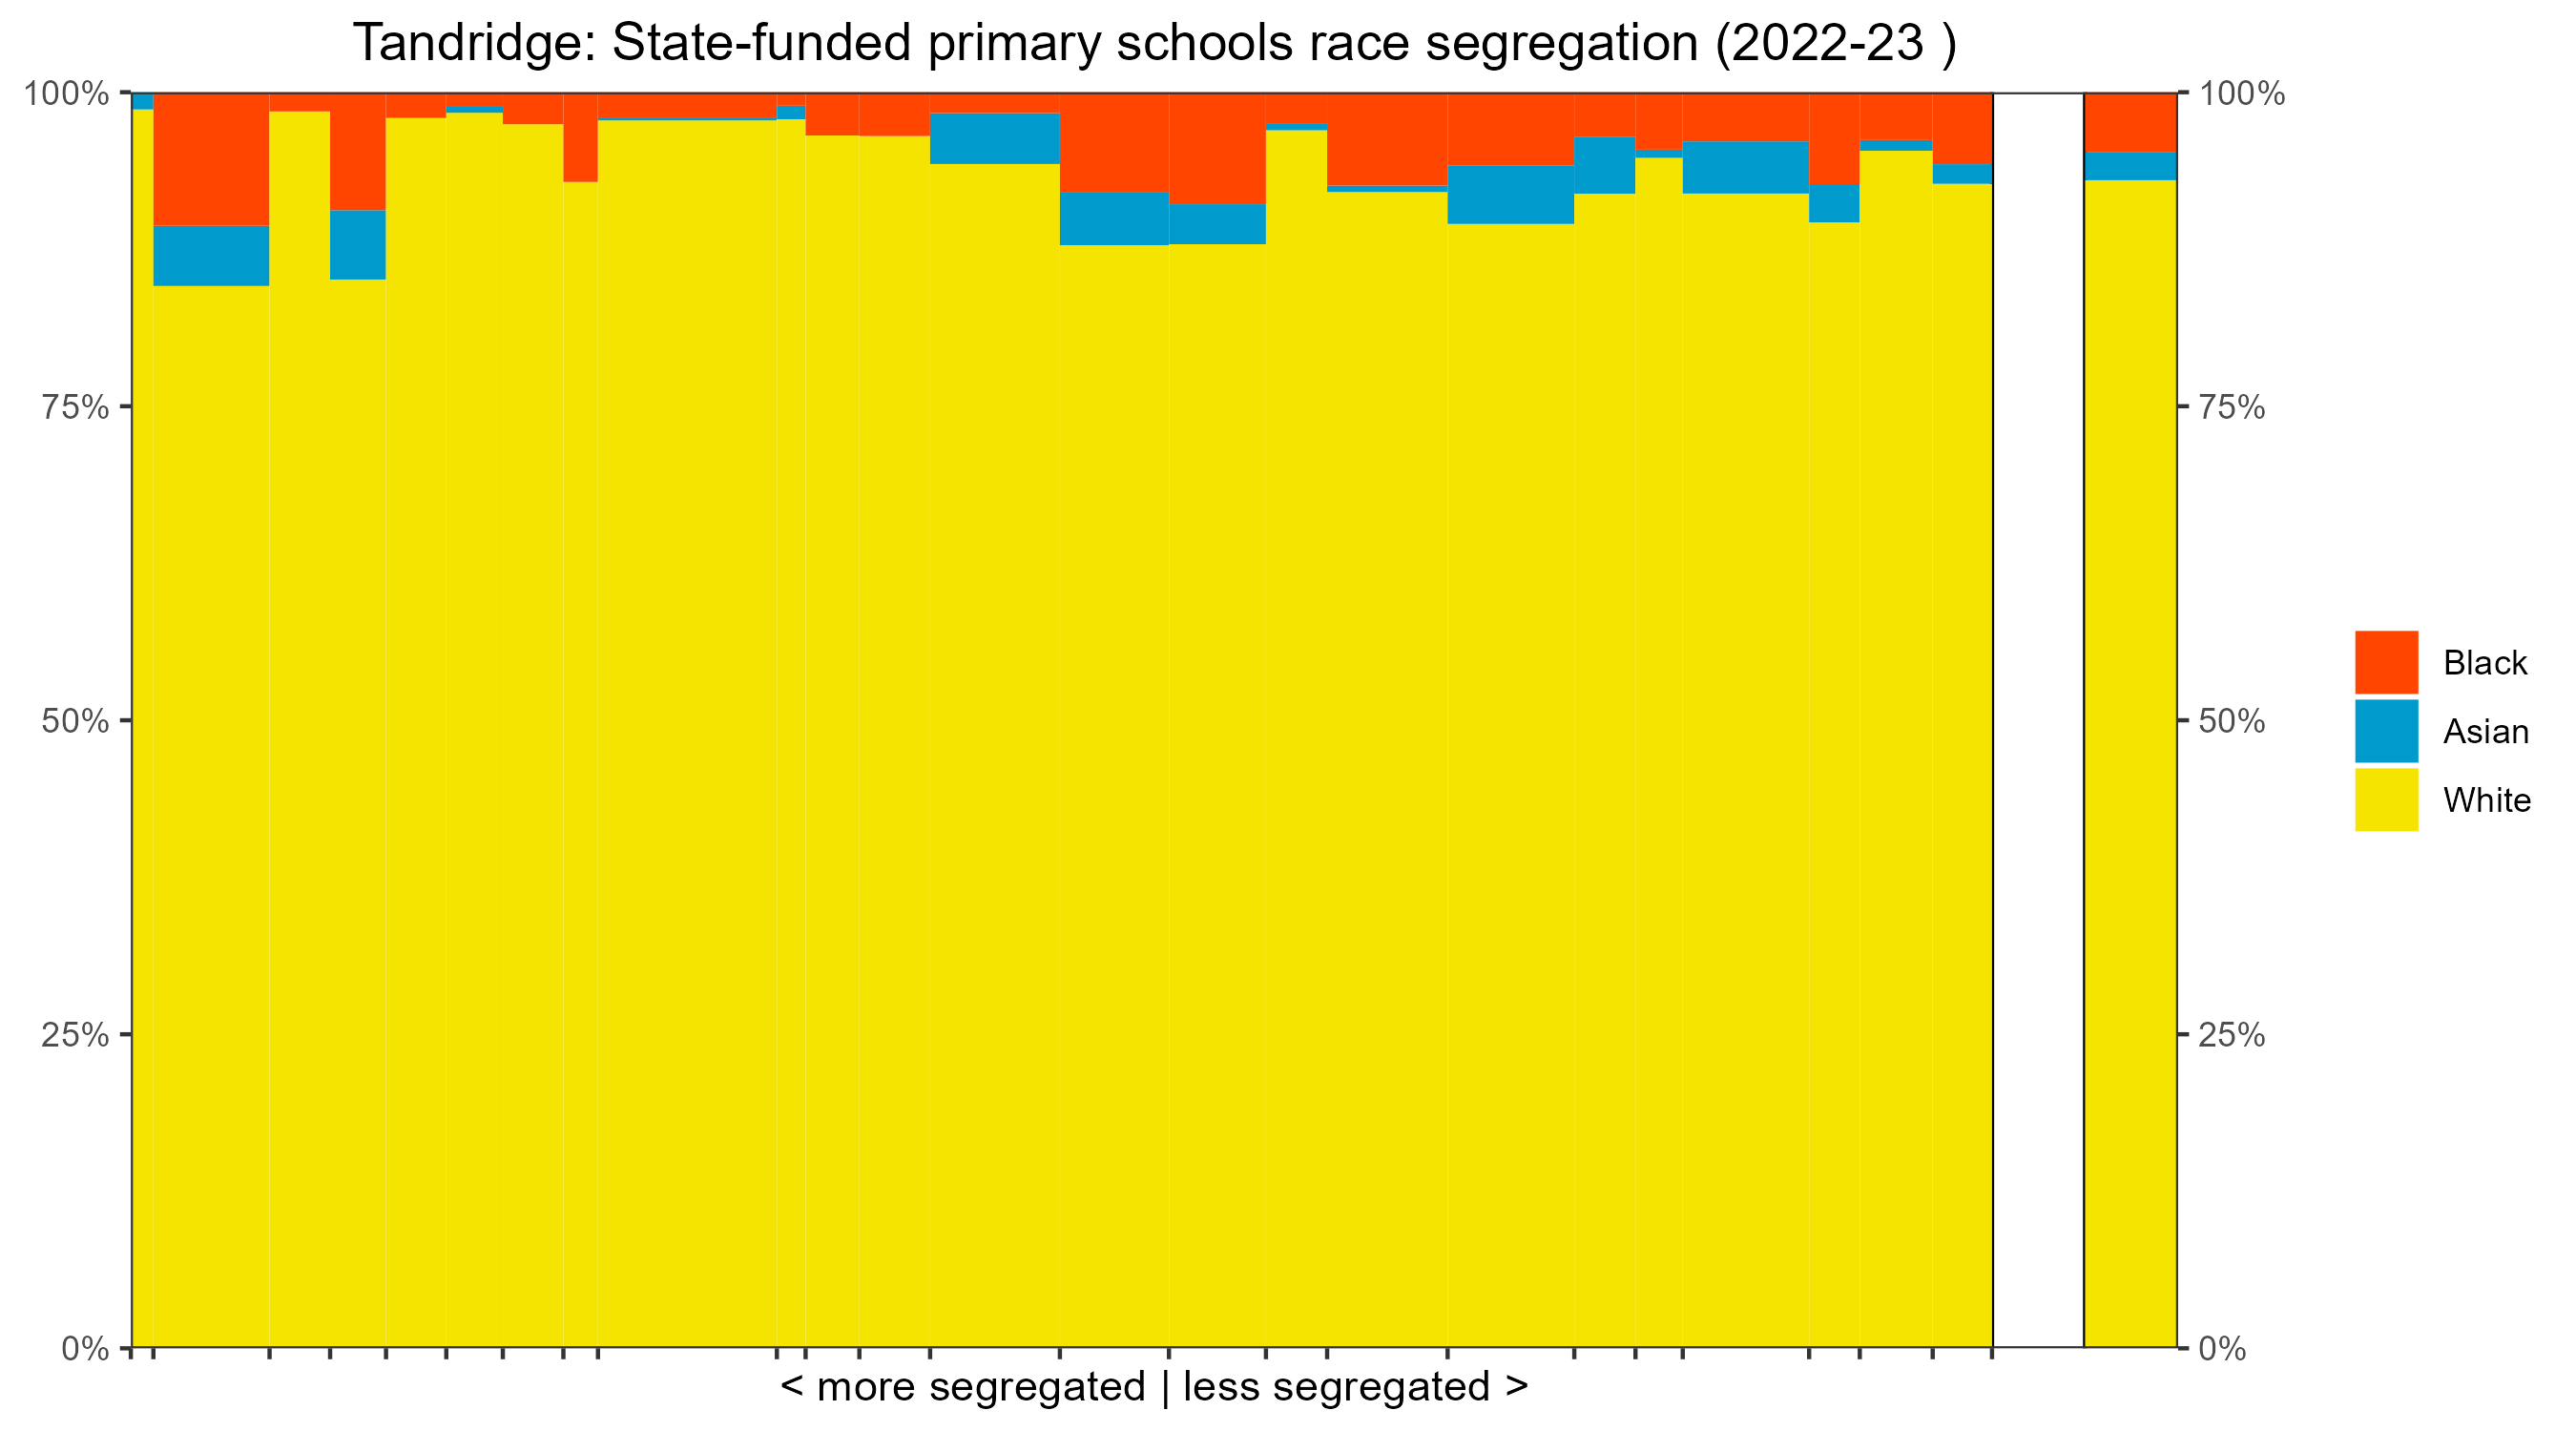 Tandridge: State-funded primary schools race segregation (2022-23 )
100%
75%
50%
25%
0%
100%
75%
50%
25%
0%
Black
Asian
White
< more segregated | less segregated >